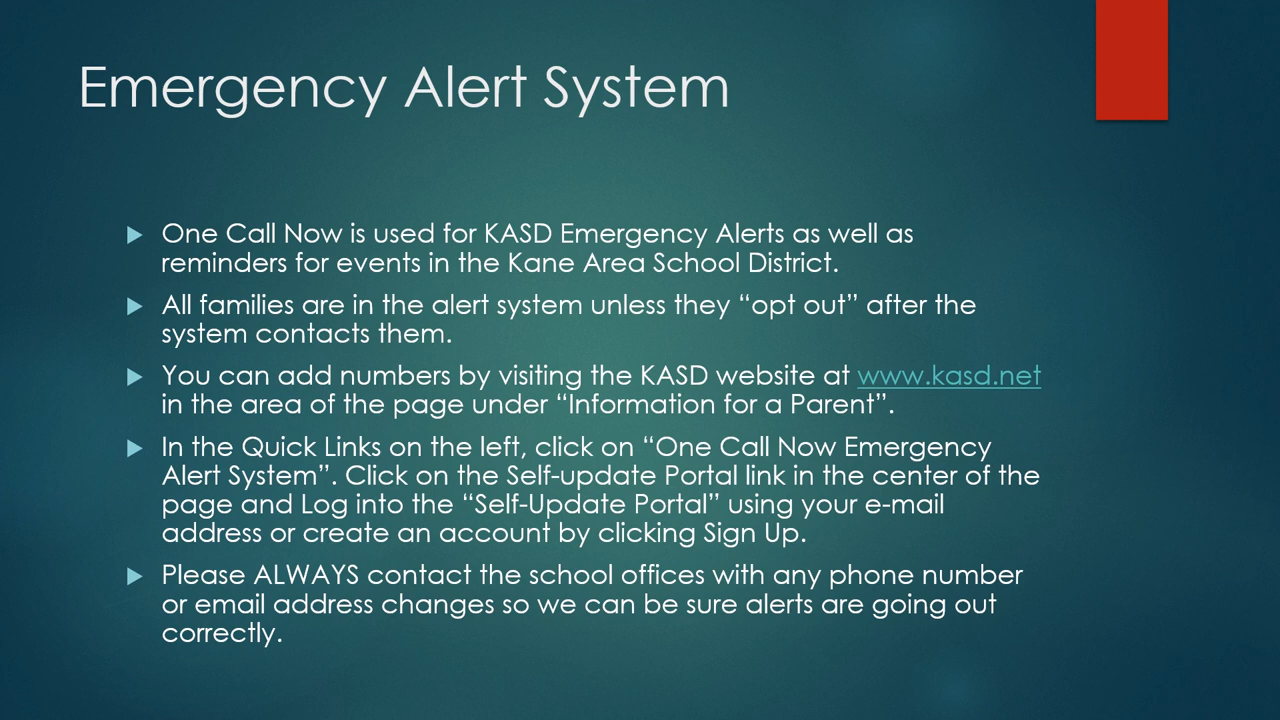 Emergency Alert System
One Call Now is used for KASD Emergency Alerts as well as
reminders for events in the Kane Area School District.
All families are in the alert system unless they “opt out” after the
system contacts them.
You can add numbers by visiting the KASD website at www.kasd.net
in the area of the page under “Information for a Parent”.
In the Quick Links on the left, click on “One Call Now Emergency
Alert System”. Click on the Self-update Portal link in the center of the
page and Log into the “Self-Update Portal” using your e-mail
address or create an account by clicking Sign Up.
Please ALWAYS contact the school offices with any phone number
or email address changes so we can be sure alerts are going out
correctly.